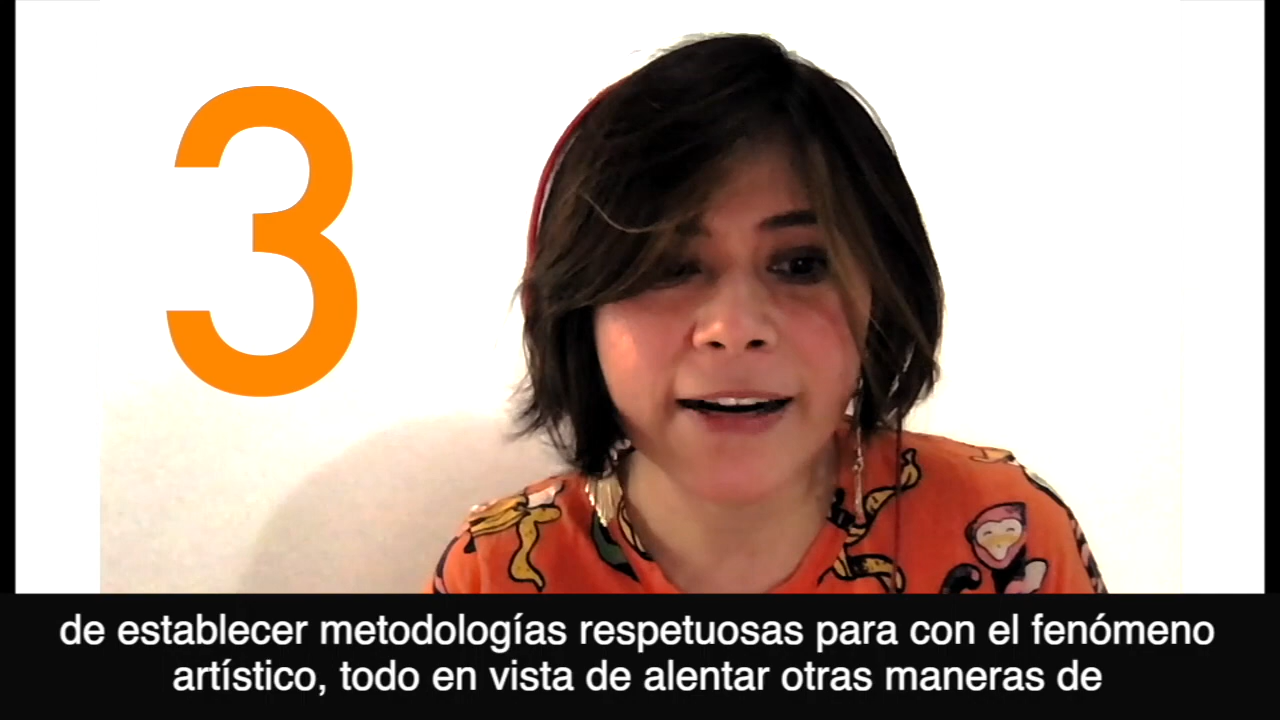 3
de establecer metodologías respetuosas para con el fenómeno
artístico, todo en vista de alentar otras maneras de